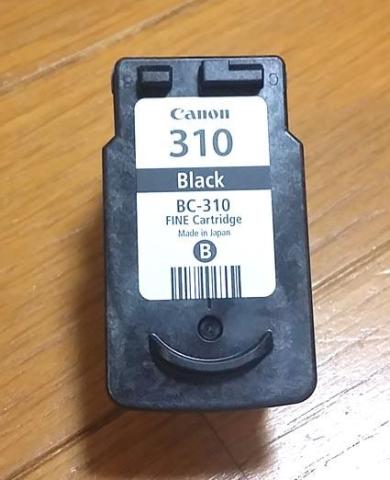 Canon
310
Black
BC-310
FINE Cartridge
Made in Japan
B